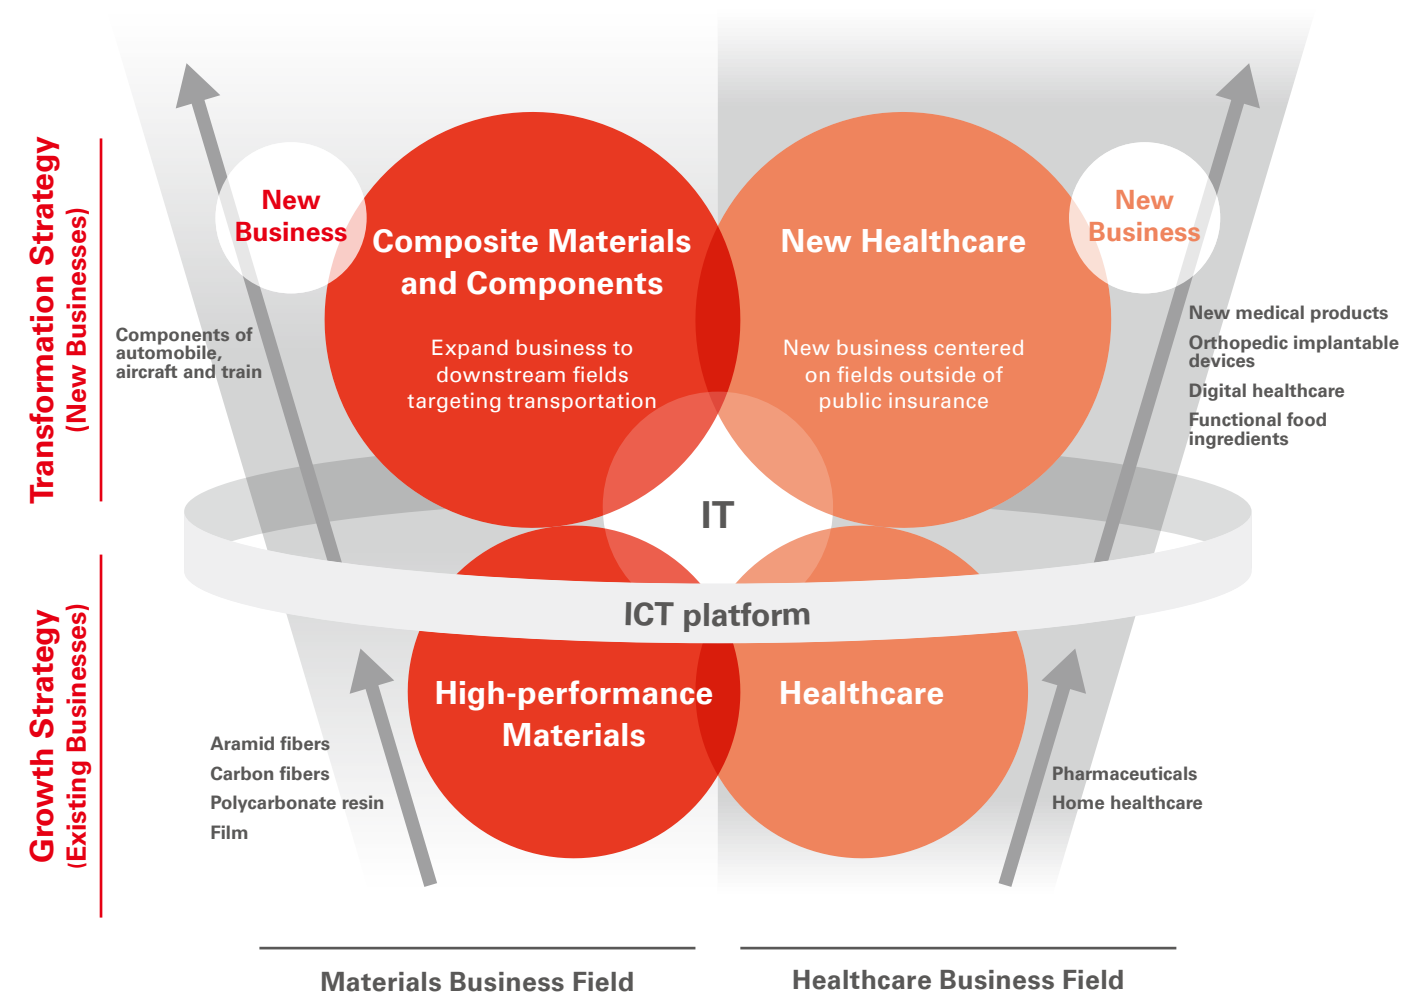 Transformation Strategy
(New Businesses)
New
Business
Composite Materials
and Components
Expand business to
downstream fields
targeting transportation
Components of
automobile,
aircraft and train
New Healthcare
New business centered
on fields outside of
public insurance
New
Business
New medical products
Orthopedic implantable
devices
Digital healthcare
Functional food
ingredients
IT
ICT platform
Growth Strategy
(Existing Businesses)
High-performance
Materials
Aramid fibers
Carbon fibers
Polycarbonate resin
Film
Healthcare
Pharmaceuticals
Home healthcare
Materials Business Field
Healthcare Business Field